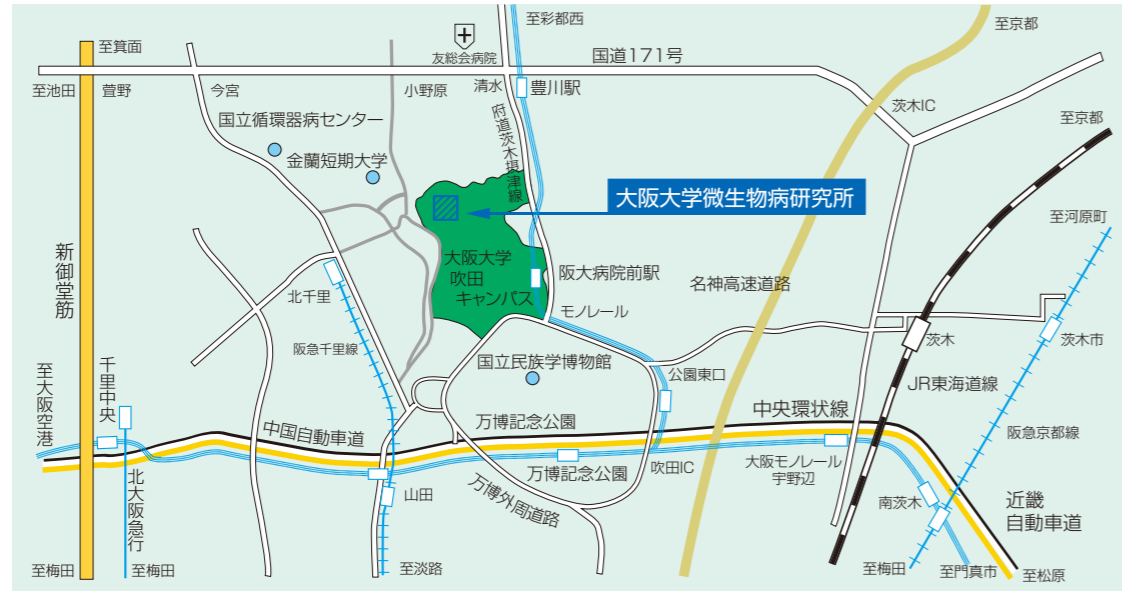 至箕面
至彩都西
至京都
友総会病院
国道171号
至池田
萓野
今宮
小野原
清水
豊川駅
茨木IC
至京都
国立循環器病センター
金蘭短期大学
府道茨木摂津線
大阪大学微生物病研究所
至河原町
新御堂筋
大阪大学
吹田
キャンパス
阪大病院前駅
名神高速道路
北千里
モノレール
阪急千里線
国立民族学博物館
茨木
茨木市
至大阪空港
千里中央
公園東口
JR東海道線
中国自動車道
万博記念公園
中央環状線
阪急京都線
万博記念公園
吹田IC
大阪モノレール
宇野辺
北大阪急行
山田
万博外周道路
南茨木
近畿
自動車道
至梅田
至梅田
至淡路
至梅田
至門真市
至松原